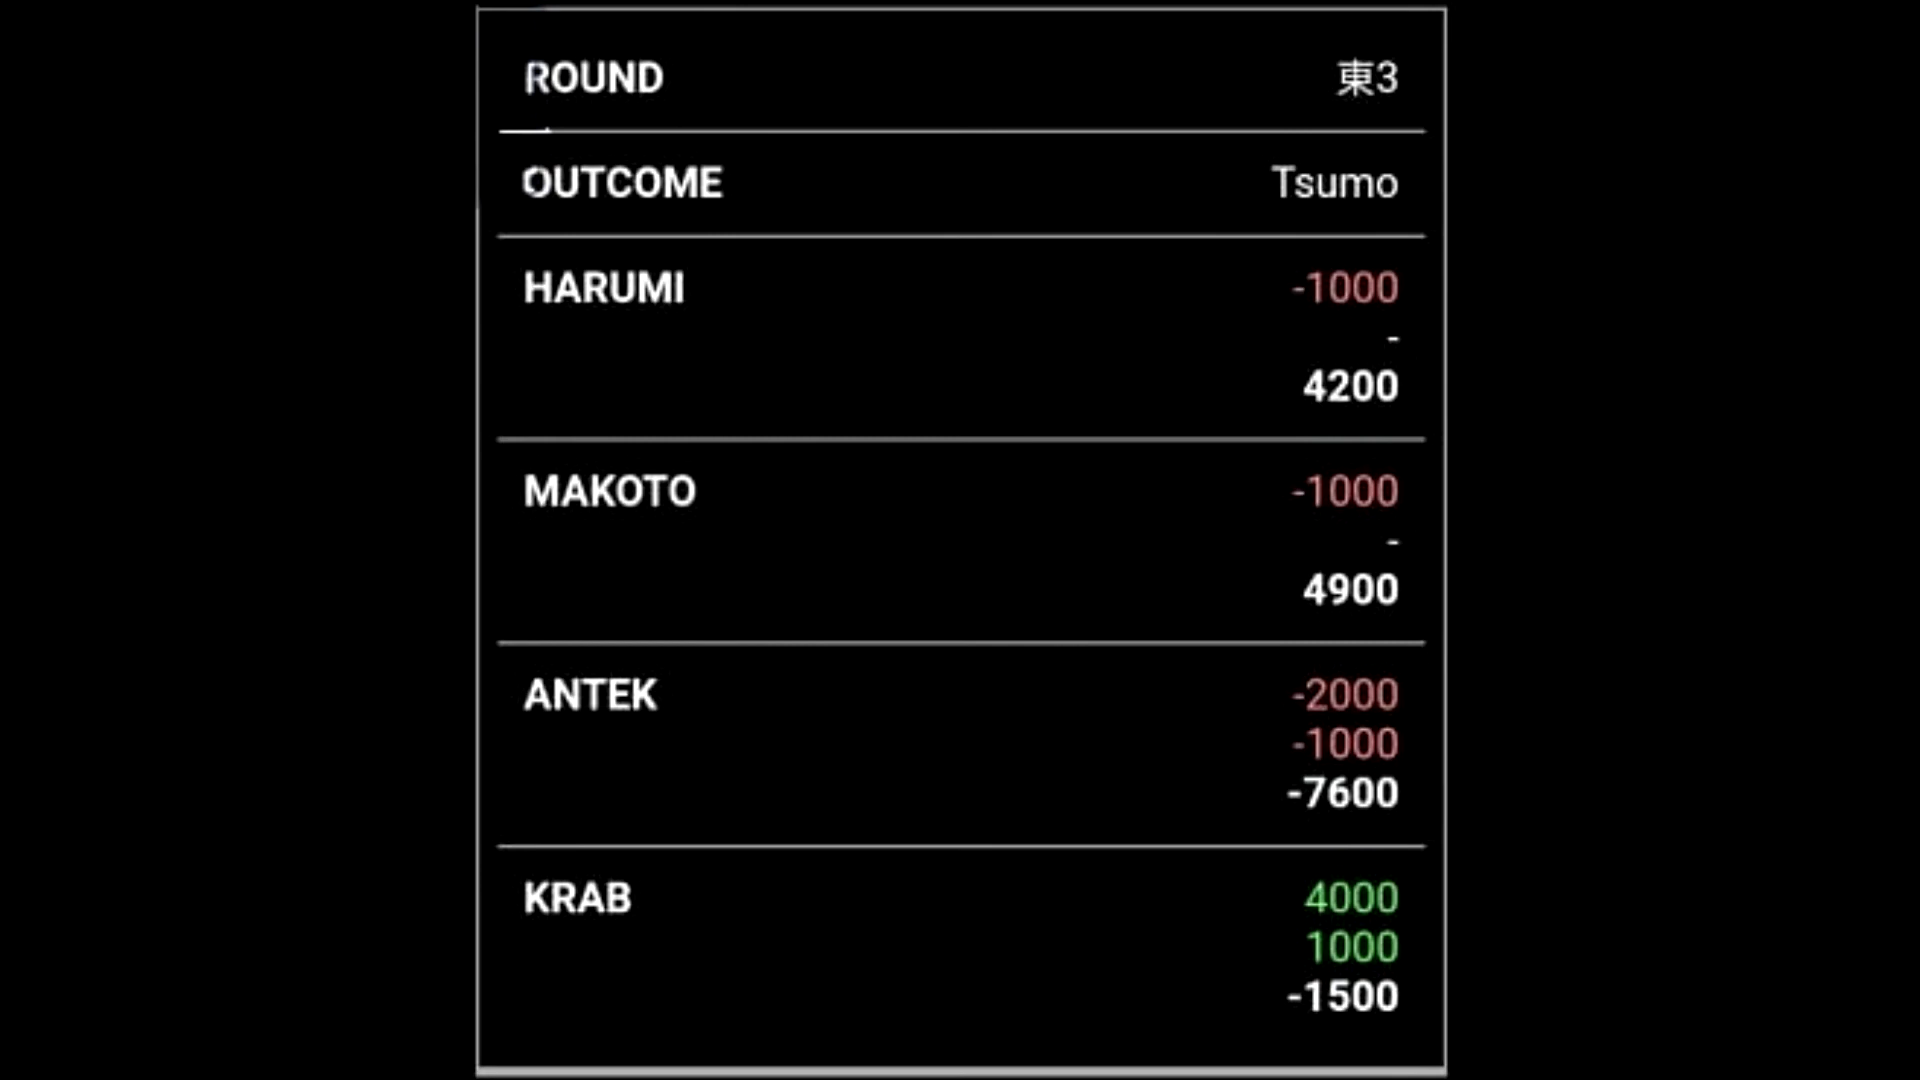 ROUND 東3
OUTCOME Tsumo
HARUMI -1000
-
4200
MAKOTO -1000
-
4900
ANTEK -2000
-1000
-7600
KRAB 4000
1000
-1500